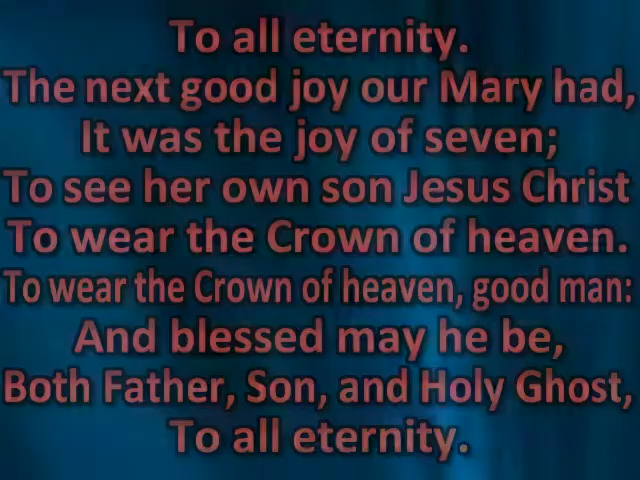 To all eternity.
The next good joy our Mary had,
It was the joy of seven;
To see her own son Jesus Christ
To wear the Crown of heaven.
To wear the Crown of heaven, good man:
And blessed may he be,
Both Father, Son, and Holy Ghost,
To all eternity.